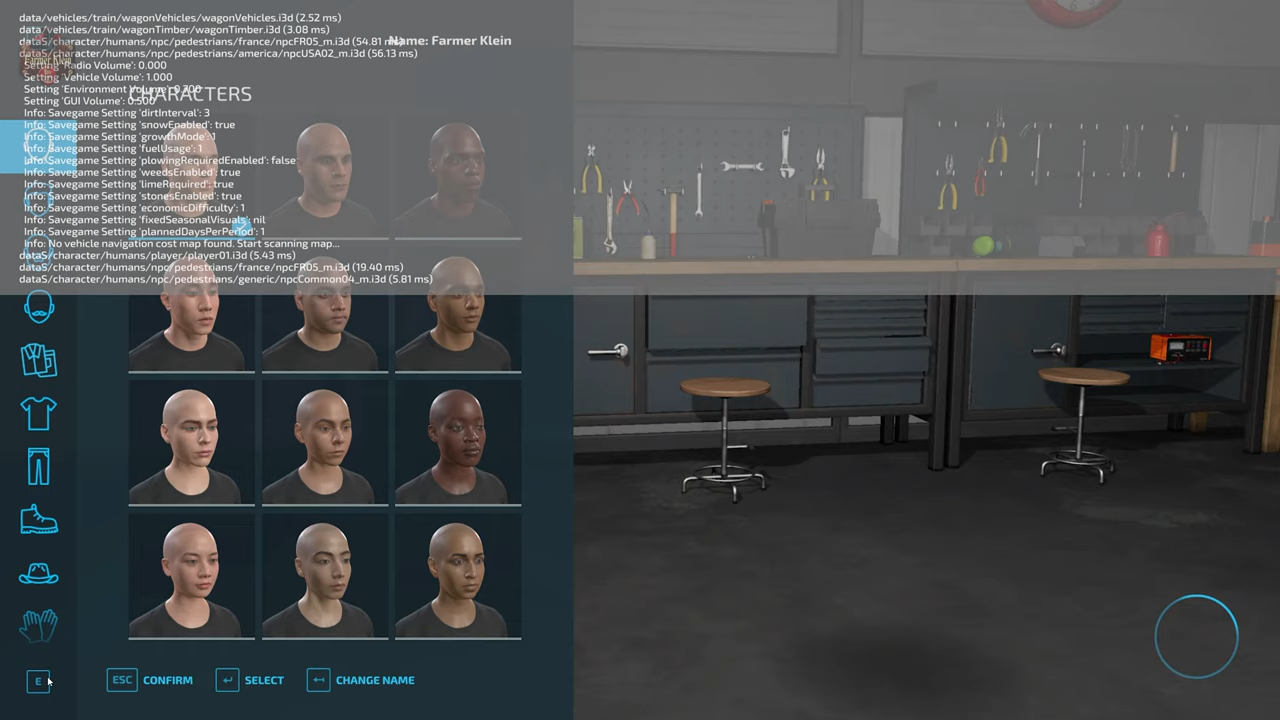 data/vehicles/train/wagonVehicles/wagonVehicles.i3d (2.52 ms)
data/vehicles/train/wagonTimber/wagonTimber.i3d (3.08 ms)
dataS/character/humans/npc/pedestrians/france/npcFR05_m.i3d (54.81 ms)
Name: Farmer Klein
dataS/character/humans/npc/pedestrians/america/npcUSA02_m.i3d (56.13 ms)
Farmer Klein
Setting 'Radio Volume': 0.000
Setting 'Vehicle Volume': 1.000
Setting 'Environment Volume': 0.700
CHARACTERS
Setting 'GUI Volume': 0.500
Info: Savegame Setting 'dirtInterval': 3
Info: Savegame Setting 'snowEnabled': true
Info: Savegame Setting 'growthMode': 1
Info: Savegame Setting 'fuelUsage': 1
Info: Savegame Setting 'plowingRequiredEnabled': false
Info: Savegame Setting 'weedsEnabled': true
Info: Savegame Setting 'limeRequired': true
Info: Savegame Setting 'stonesEnabled': true
Info: Savegame Setting 'economicDifficulty': 1
Info: Savegame Setting 'fixedSeasonalVisuals': nil
Info: Savegame Setting 'plannedDaysPerPeriod': 1
Info: No vehicle navigation cost map found. Start scanning map...
dataS/character/humans/player/player01.i3d (5.43 ms)
dataS/character/humans/npc/pedestrians/france/npcFR05_m.i3d (19.40 ms)
dataS/character/humans/npc/pedestrians/generic/npcCommon04_m.i3d (5.81 ms)
E
ESC CONFIRM
SELECT
CHANGE NAME